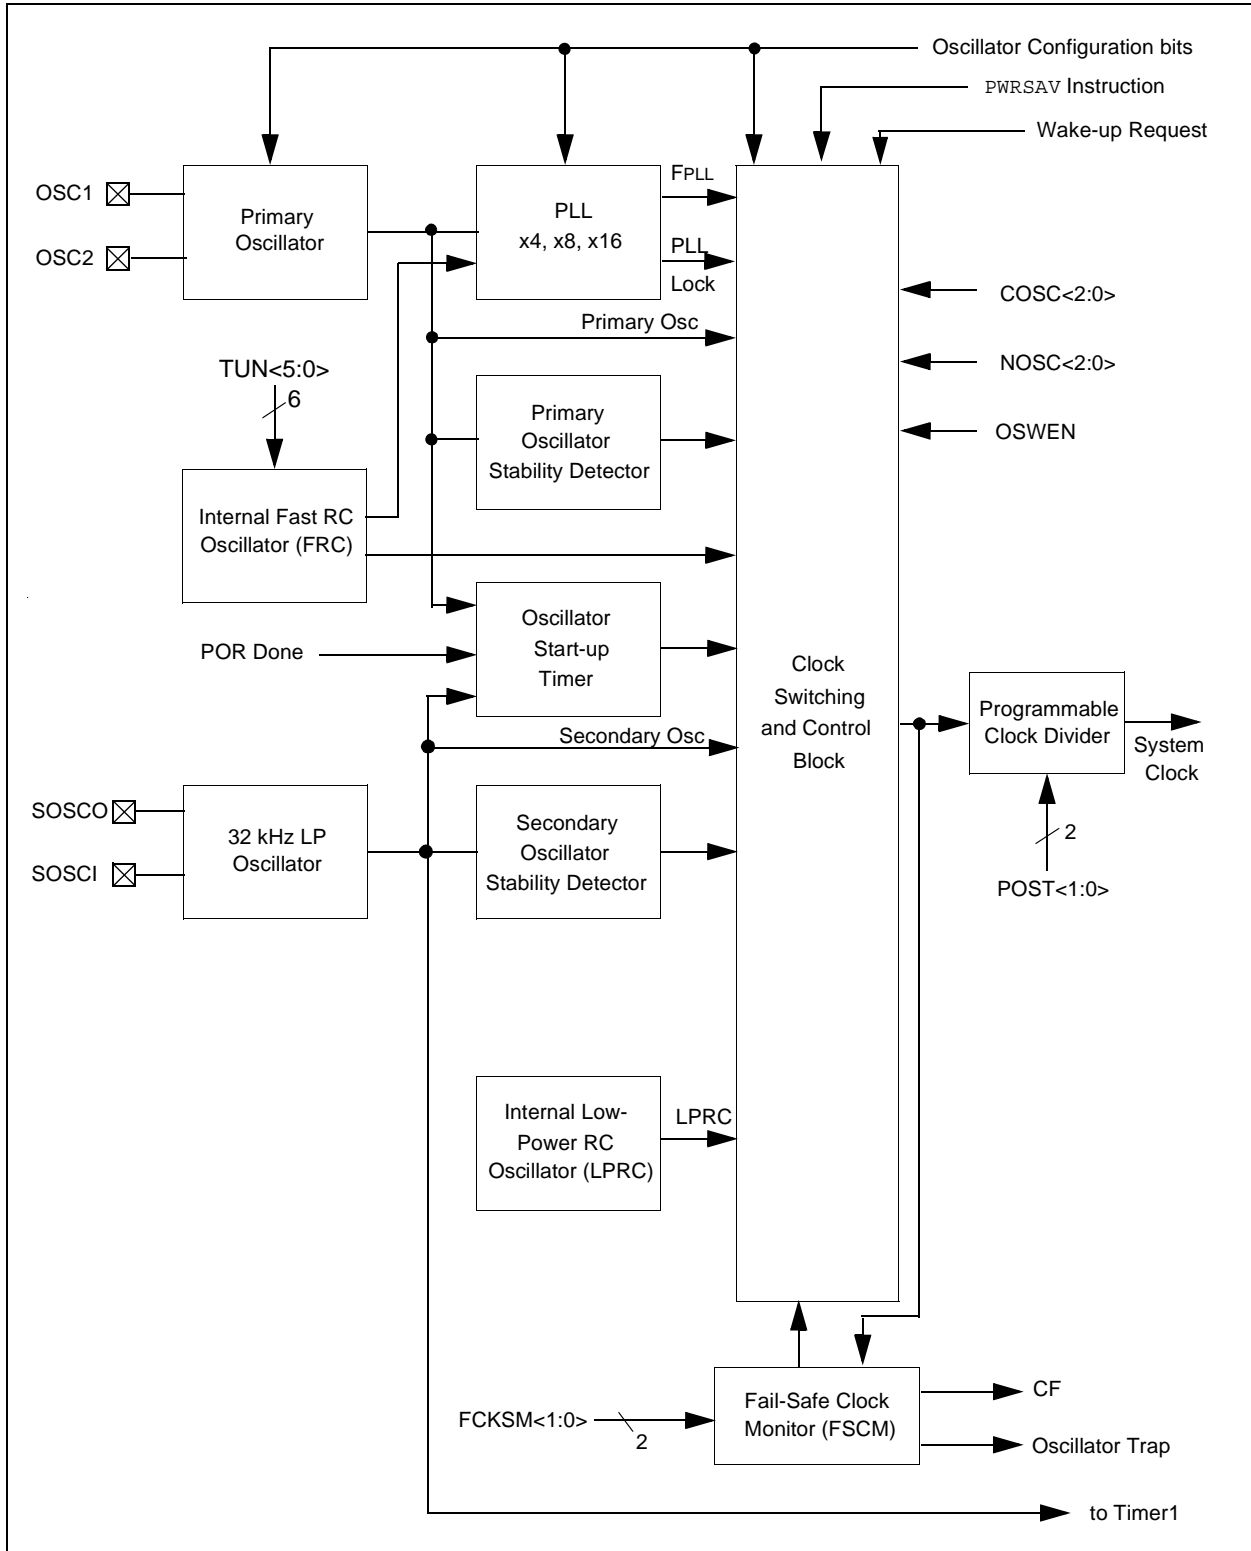 Oscillator Configuration bits
PWRSAV Instruction
Wake-up Request
OSC1
OSC2
Primary
Oscillator
PLL
x4, x8, x16
FPLL
PLL
Lock
COSC<2:0>
Primary Osc
NOSC<2:0>
TUN<5:0>
6
Primary
Oscillator
Stability Detector
OSWEN
Internal Fast RC
Oscillator (FRC)
Oscillator
Start-up
Timer
POR Done
Clock
Switching
and Control
Block
Secondary Osc
Programmable
Clock Divider
System
Clock
SOSCO
SOSCI
32 kHz LP
Oscillator
Secondary
Oscillator
Stability Detector
2
POST<1:0>
Internal Low-
Power RC
Oscillator (LPRC)
LPRC
FCKSM<1:0>
2
Fail-Safe Clock
Monitor (FSCM)
CF
Oscillator Trap
to Timer1